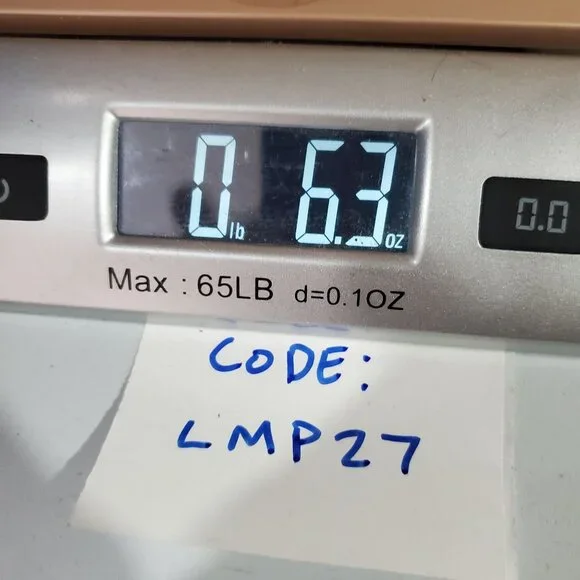 0 lb 6.3 oz
0.0
Max : 65LB d=0.1OZ
CODE:
LMP27